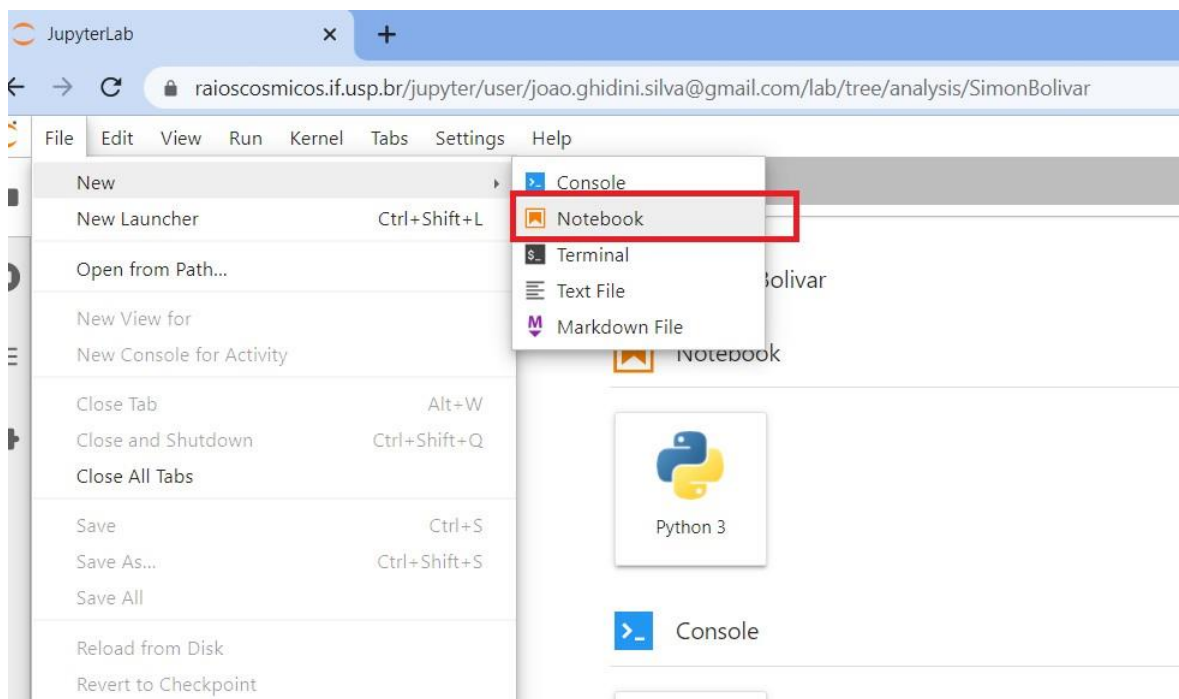 JupyterLab
raioscosmicos.if.usp.br/jupyter/user/joao.ghidini.silva@gmail.com/lab/tree/analysis/SimonBolivar
File Edit View Run Kernel Tabs Settings Help
New
New Launcher Ctrl+Shift+L
Open from Path...
New View for
New Console for Activity
Close Tab Alt+W
Close and Shutdown Ctrl+Shift+Q
Close All Tabs
Save Ctrl+S
Save As... Ctrl+Shift+S
Save All
Reload from Disk
Revert to Checkpoint
Console
Notebook
Terminal
Text File
Markdown File
Bolivar
Notebook
Python 3
Console